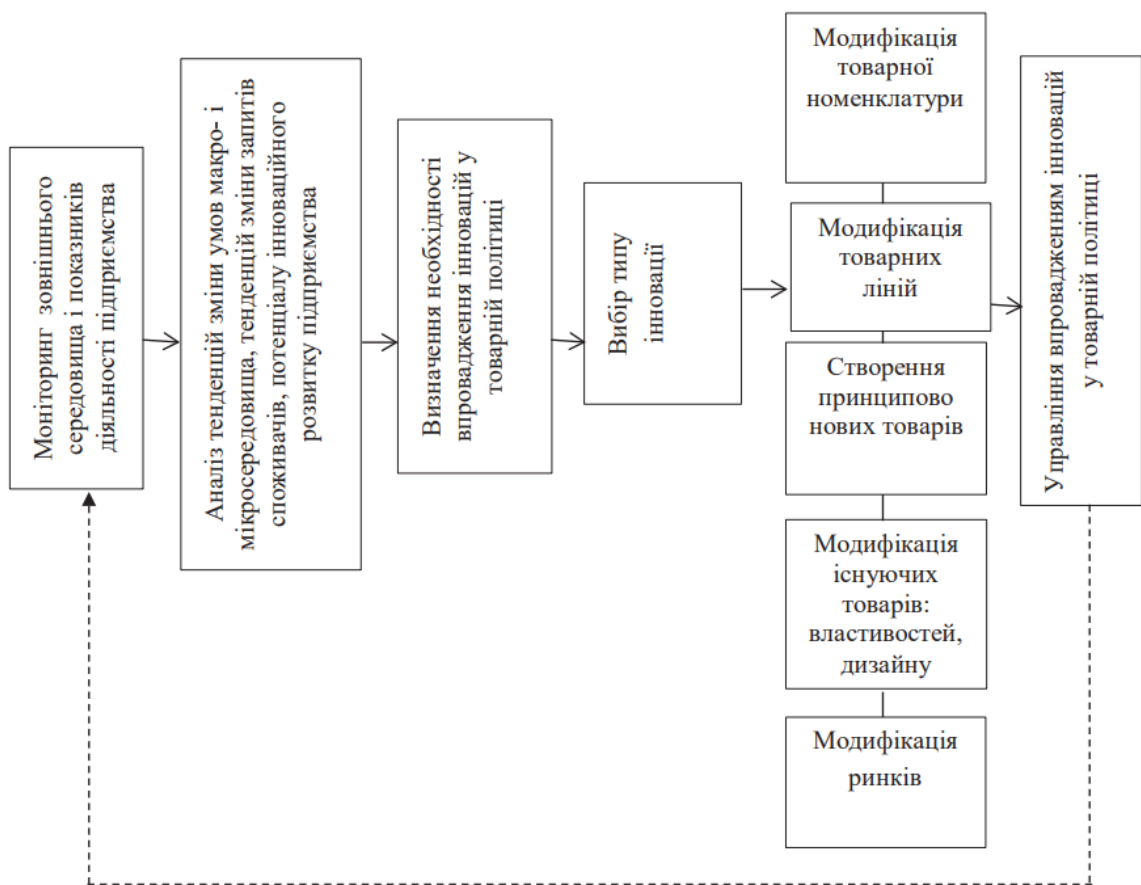 Моніторинг зовнішнього
середовища і показників
діяльності підприємства
Аналіз тенденцій зміни умов макро- і
мікросередовища, тенденцій зміни запитів
споживачів, потенціалу інноваційного
розвитку підприємства
Визначення необхідності
впровадження інновацій у
товарній політиці
Вибір типу
інновації
Модифікація
товарної
номенклатури
Модифікація
товарних
ліній
Створення
принципово
нових товарів
Модифікація
існуючих
товарів:
властивостей,
дизайну
Модифікація
ринків
Управління впровадженням інновацій
у товарній політиці